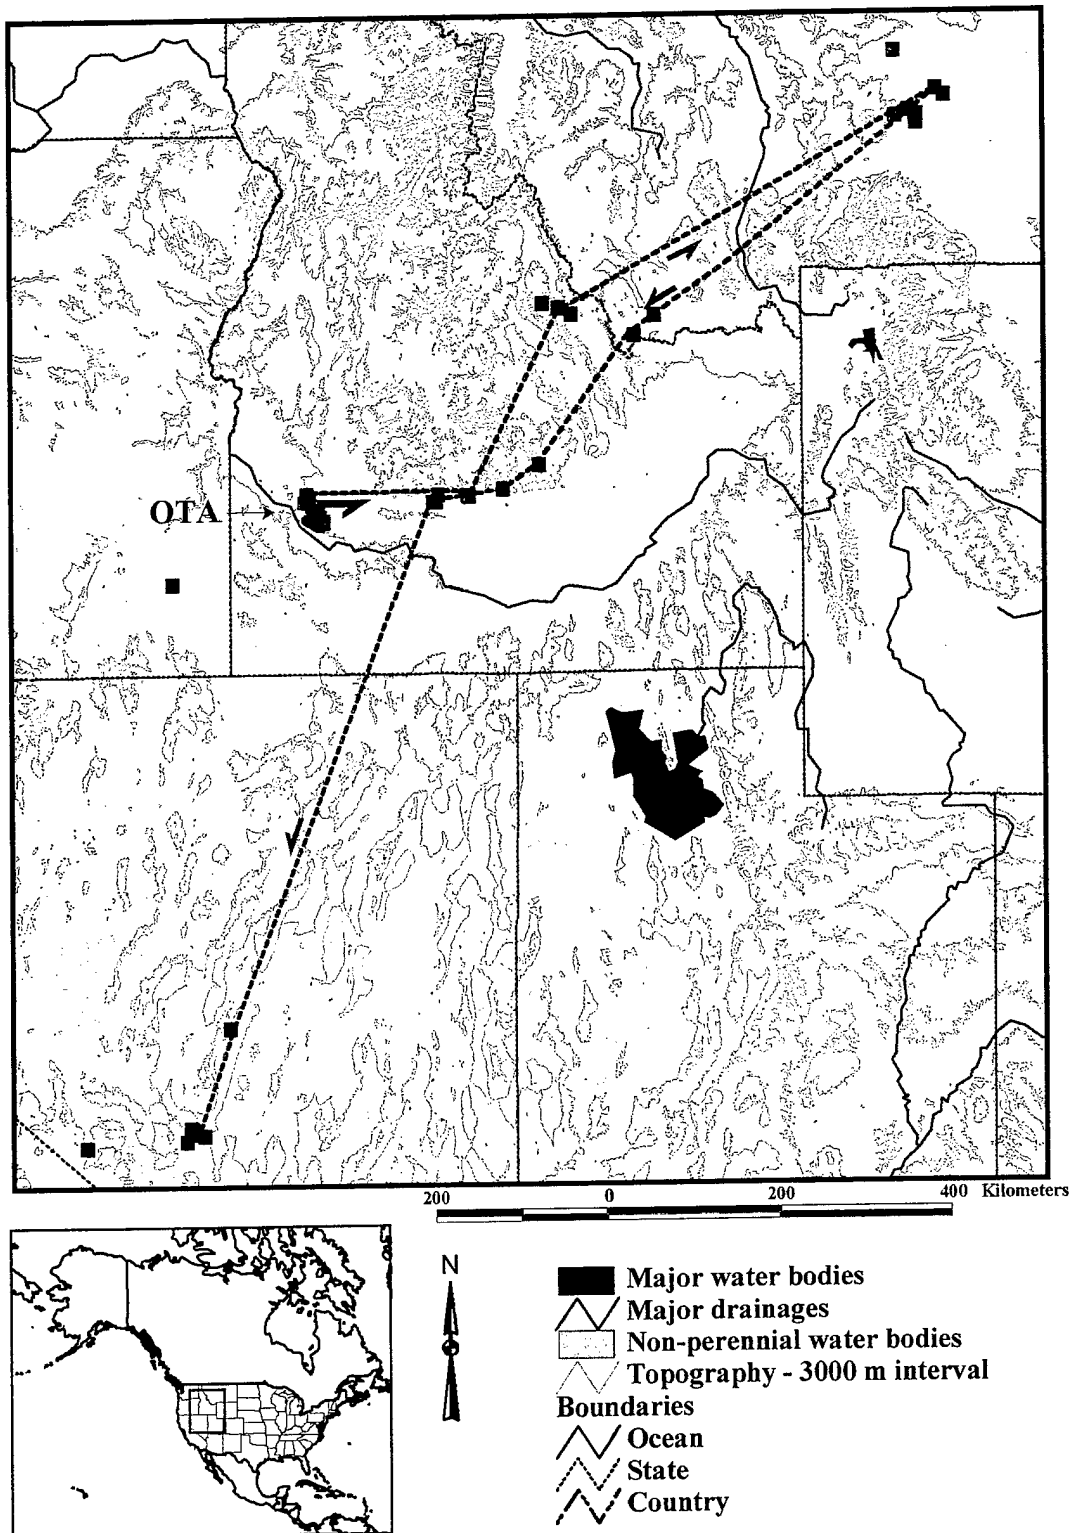 OTA
200 0 200 400 Kilometers
N
Major water bodies
Major drainages
Non-perennial water bodies
Topography - 3000 m interval
Boundaries
Ocean
State
Country